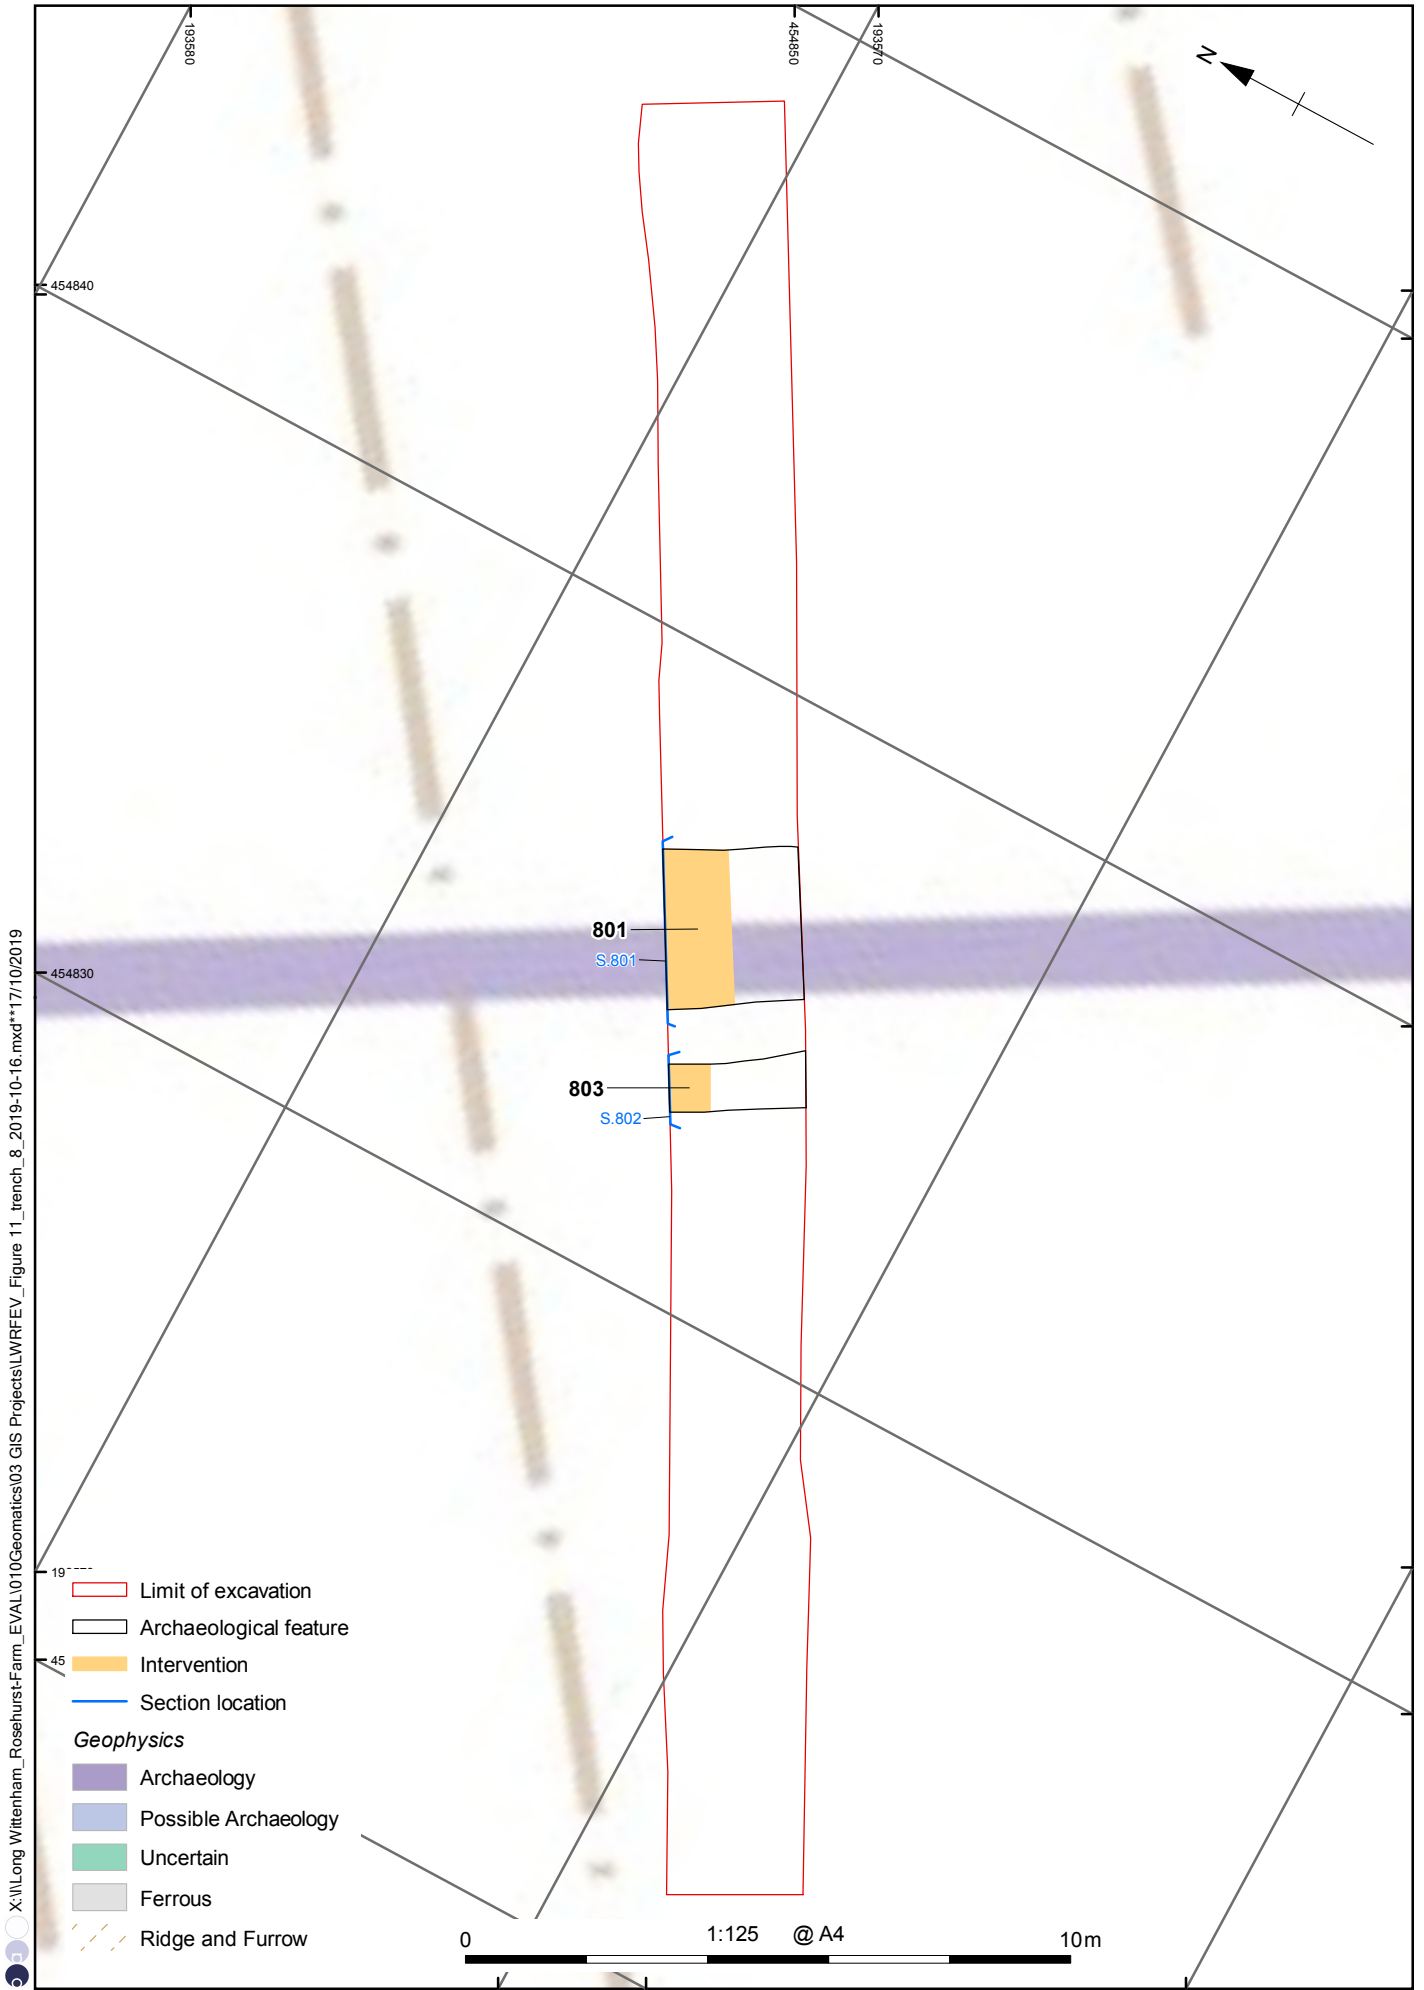 193580
454850
193570
N
454840
801
S.801
454830
803
S.802
45
Limit of excavation
Archaeological feature
Intervention
Section location
Geophysics
Archaeology
Possible Archaeology
Uncertain
Ferrous
Ridge and Furrow
0 1:125 @ A4 10m
X:\l\Long Wittenham_Rosehurst-Farm_EVAL\010Geomatics\03 GIS Projects\LWRFEV_Figure 11_trench_8_2019-10-16.mxd**17/10/2019